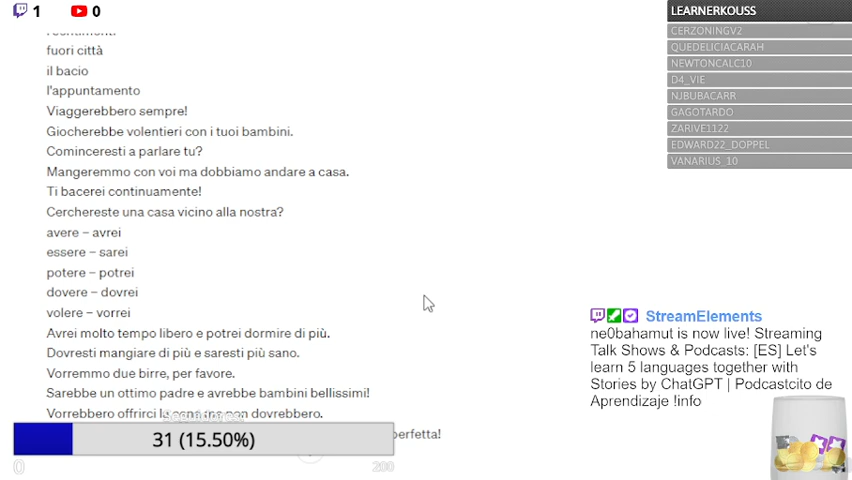 1
0
fuori città
il bacio
l'appuntamento
Viaggerebbero sempre!
Giocherebbe volentieri con i tuoi bambini.
Cominceresti a parlare tu?
Mangeremmo con voi ma dobbiamo andare a casa.
Ti bacerei continuamente!
Cerchereste una casa vicino alla nostra?
avere – avrei
essere – sarei
potere – potrei
dovere – dovrei
volere – vorrei
Avrei molto tempo libero e potrei dormire di più.
Dovresti mangiare di più e saresti più sano.
Vorremmo due birre, per favore.
Sarebbe un ottimo padre e avrebbe bambini bellissimi!
Vorrebbero offrirci
dovrebbero.
perfetta!
31 (15.50%)
0
200
LEARNERKOUSS
CERZONINGV2
QUEDELICIACARAH
NEWTONCALC10
D4_VIE
NJBUBACARR
GAGOTARDO
ZARIVE1122
EDWARD22_DOPPEL
VANARIUS_10
StreamElements
ne0bahamut is now live! Streaming
Talk Shows & Podcasts: [ES] Let's
learn 5 languages together with
Stories by ChatGPT | Podcastcito de
Aprendizaje !info